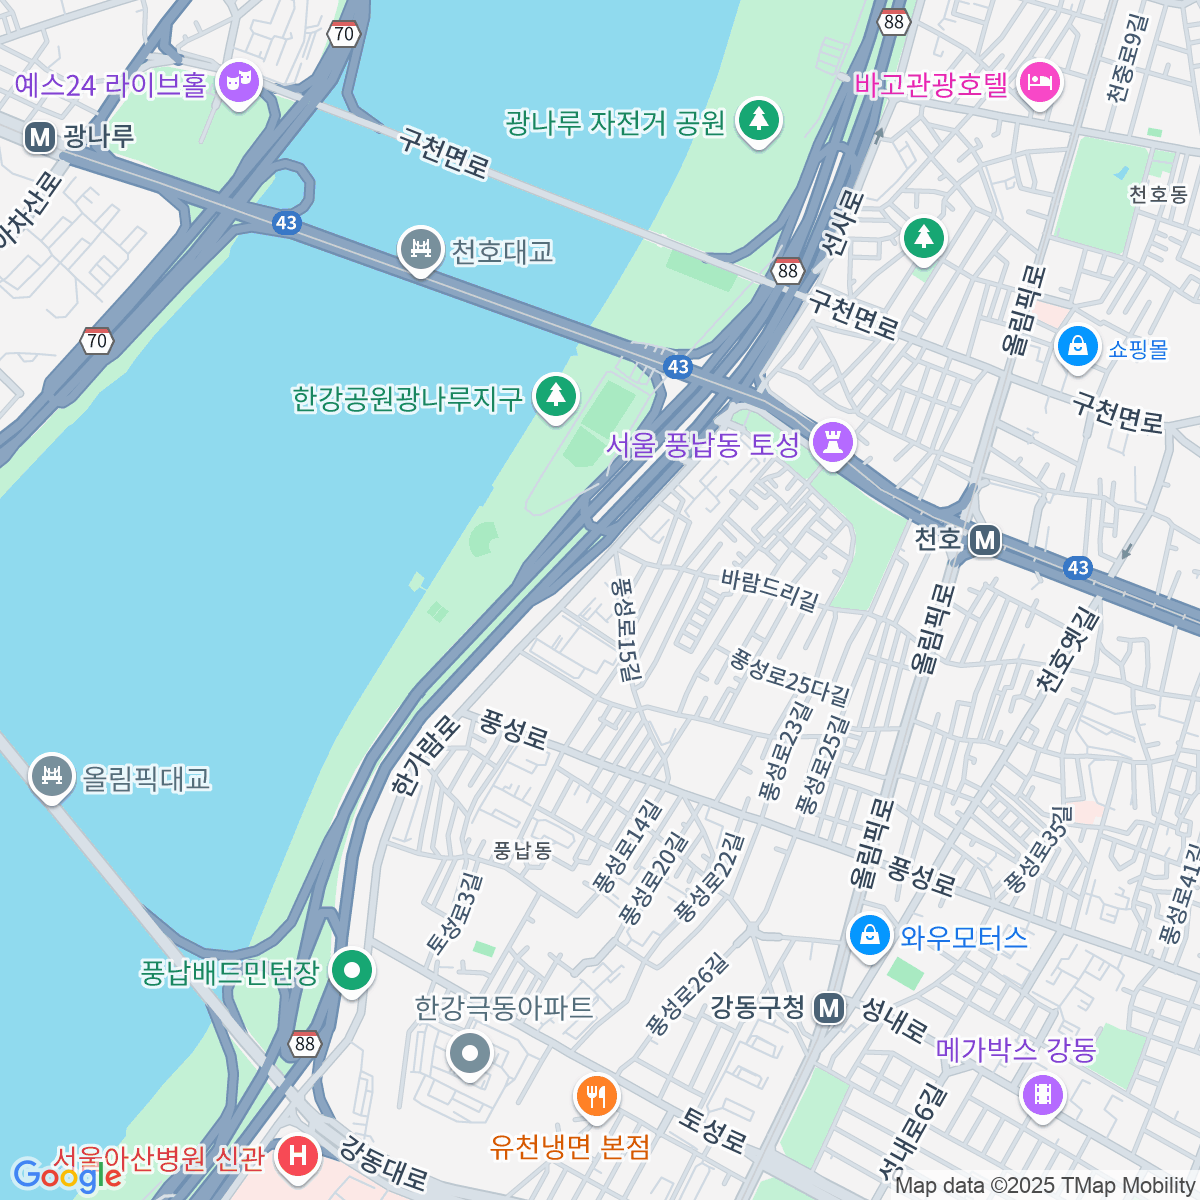 70
88
천중로9길
예스24 라이브홀
바고관광호텔
광나루 자전거 공원
광나루
구천면로
천호동
아차산로
43
천호대교
선사로
88
구천면로
올림픽로
70
쇼핑몰
43
한강공원광나루지구
구천면로
서울 풍납동 토성
천호
43
바람드리길
풍성로15길
올림픽로
천호옛길
풍성로25다길
풍성로
한가람로
풍성로23길
풍성로25길
올림픽대교
올림픽로
풍성로14길
풍성로35길
풍납동
풍성로20길
풍성로22길
풍성로
토성로3길
풍성로41길
와우모터스
풍납배드민턴장
풍성로26길
한강극동아파트
강동구청
성내로
88
메가박스 강동
성내로6길
유천냉면 본점
토성로
서울아산병원 신관
강동대로
Google
Map data ©2025 TMap Mobility